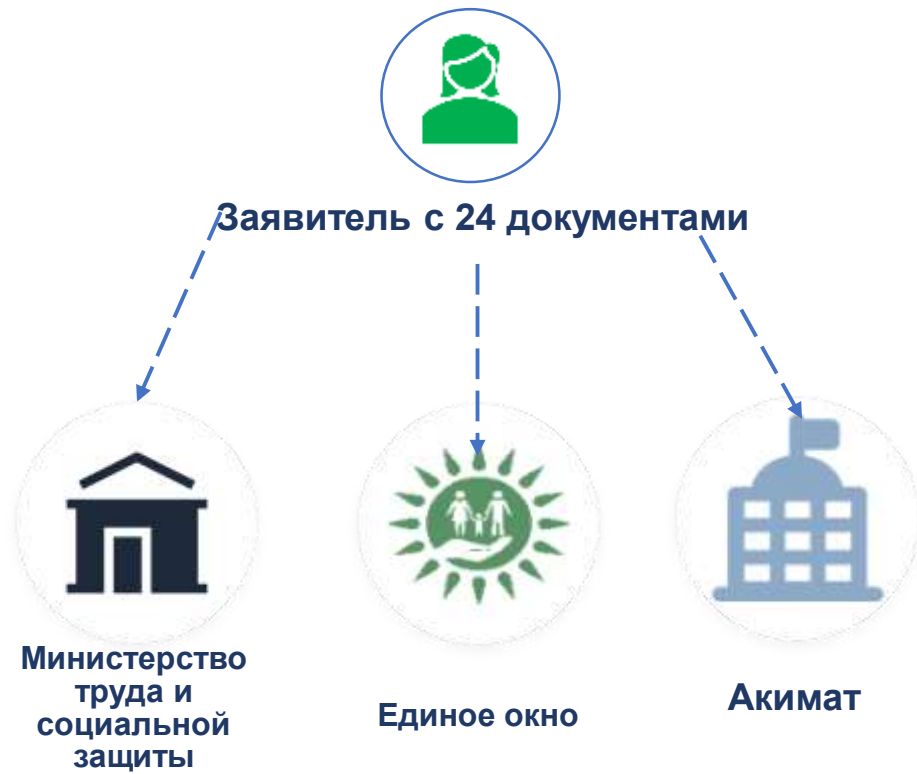 Заявитель с 24 документами
Министерство
труда и
социальной
защиты
Единое окно
Акимат